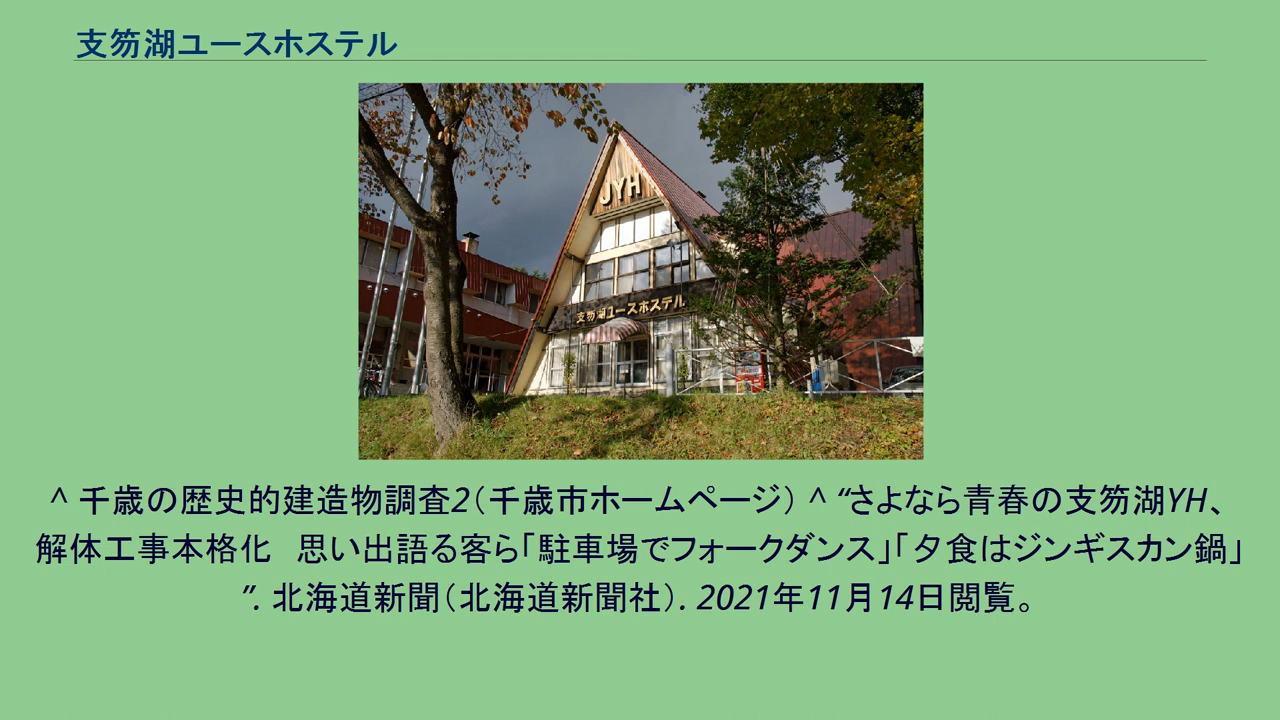 支笏湖ユースホステル
JYH
支笏湖ユースホステル
^ 千歳の歴史的建造物調査2（千歳市ホームページ） ^ “さよなら青春の支笏湖YH、
解体工事本格化　思い出語る客ら「駐車場でフォークダンス」「夕食はジンギスカン鍋」
”. 北海道新聞（北海道新聞社）. 2021年11月14日閲覧。